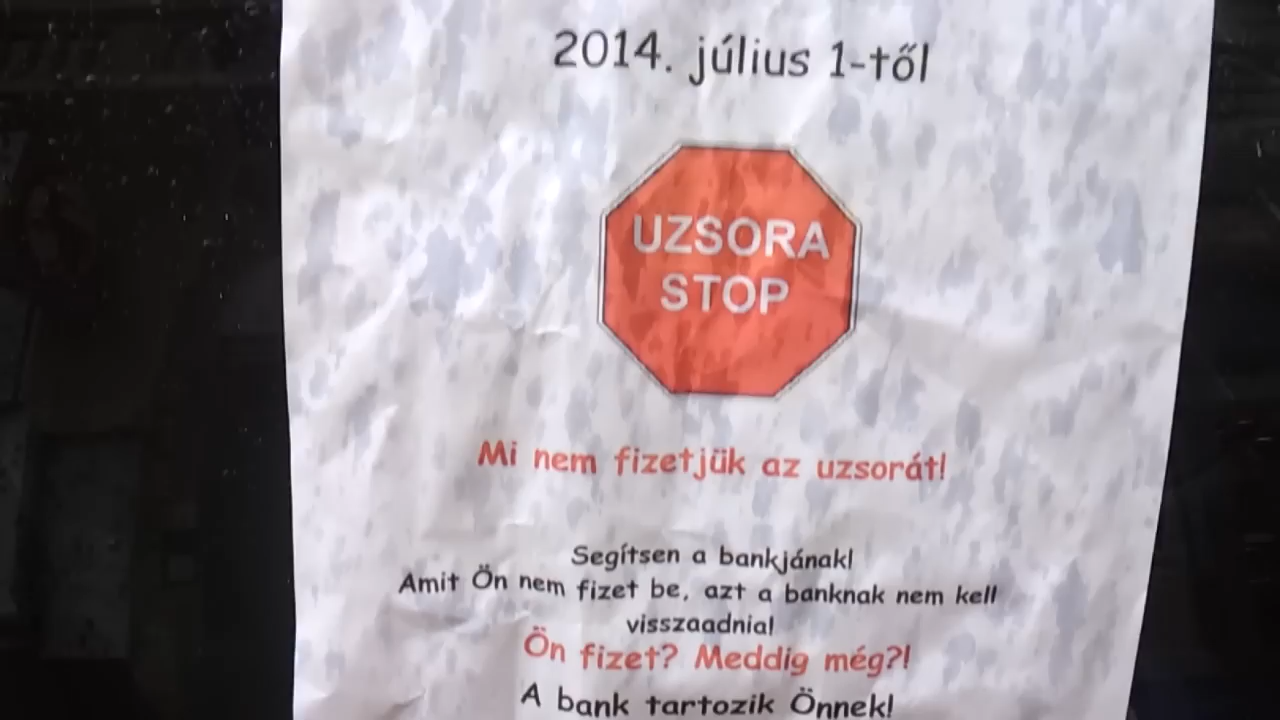 2014. július 1-től
UZSORA
STOP
Mi nem fizetjük az uzsorát!
Segítsen a bankjának!
Amit Ön nem fizet be, azt a banknak nem kell
visszaadnia!
Ön fizet? Meddig még?!
A bank tartozik Önnek!